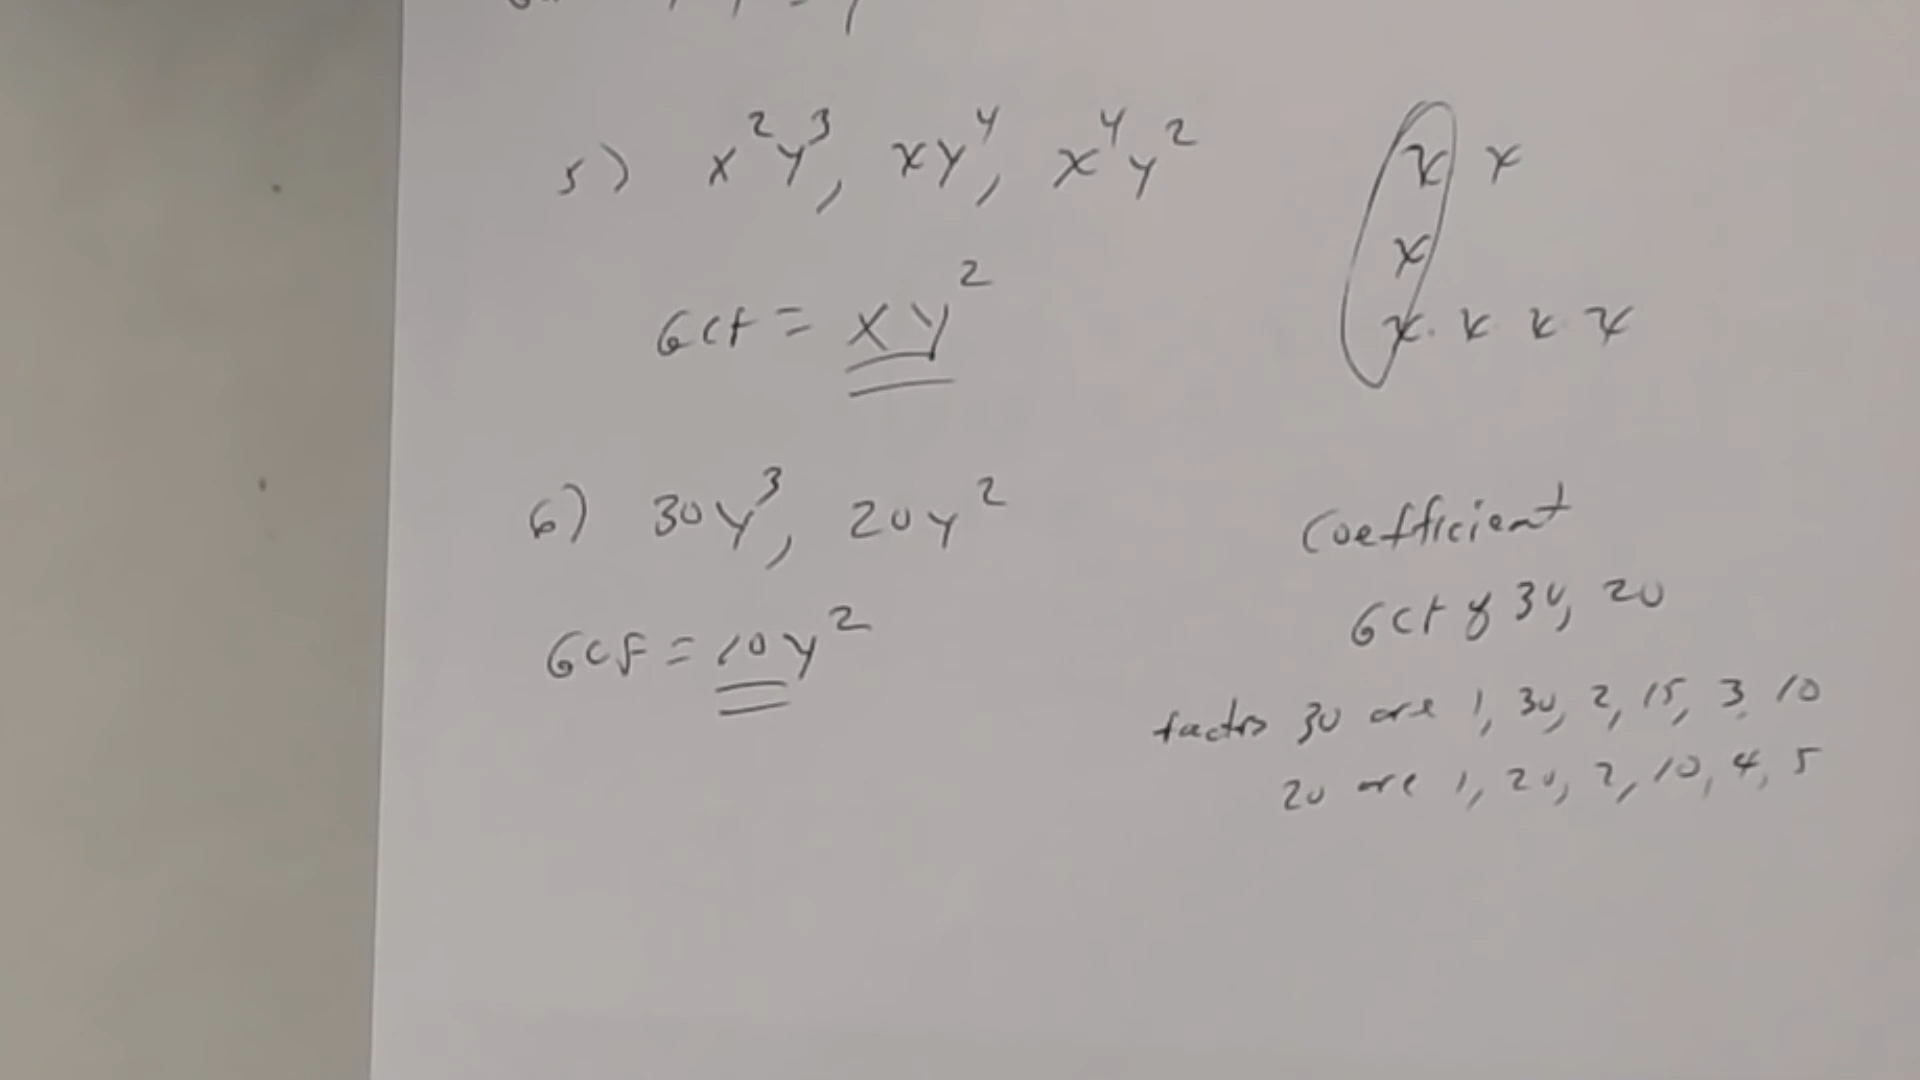 5) x²y³, xy⁴, x⁴y²
x x
x
GCF = xy²
x. x x x
6) 30y³, 20y²
Coefficient
GCF of 30, 20
GCF = 10y²
factors 30 are 1, 30, 2, 15, 3, 10
20 are 1, 20, 2, 10, 4, 5